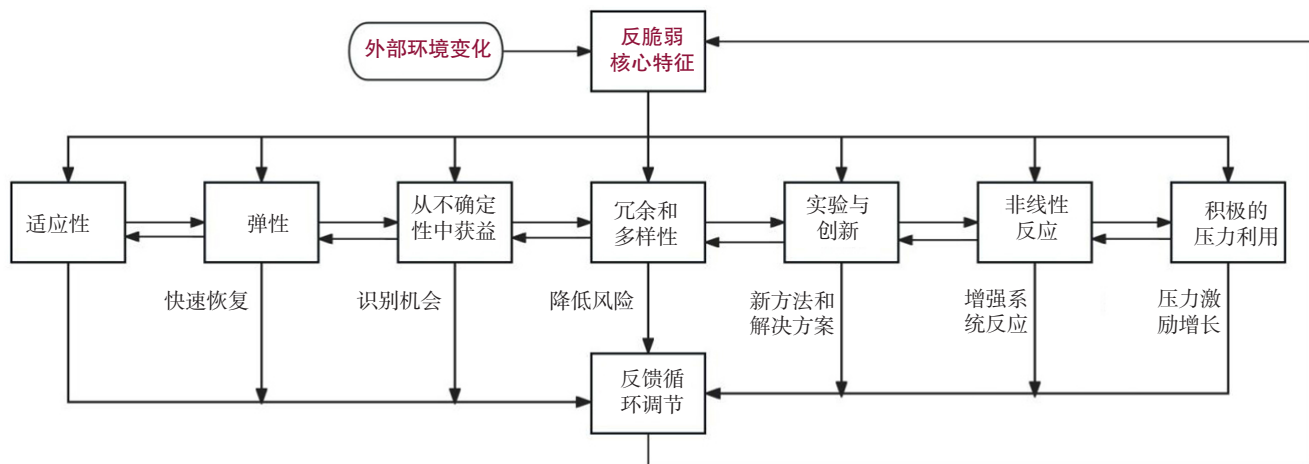 外部环境变化
反脆弱
核心特征
适应性
弹性
从不确定
性中获益
冗余和
多样性
实验与
创新
非线性
反应
积极的
压力利用
快速恢复
识别机会
降低风险
新方法和
解决方案
增强系
统反应
压力激
励增长
反馈循
环调节